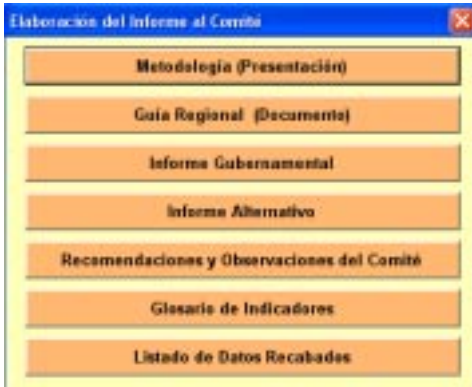 Elaboración del Informe al Comité
Metodología (Presentación)
Guía Regional (Documento)
Informe Gubernamental
Informe Alternativo
Recomendaciones y Observaciones del Comité
Glosario de Indicadores
Listado de Datos Recabados